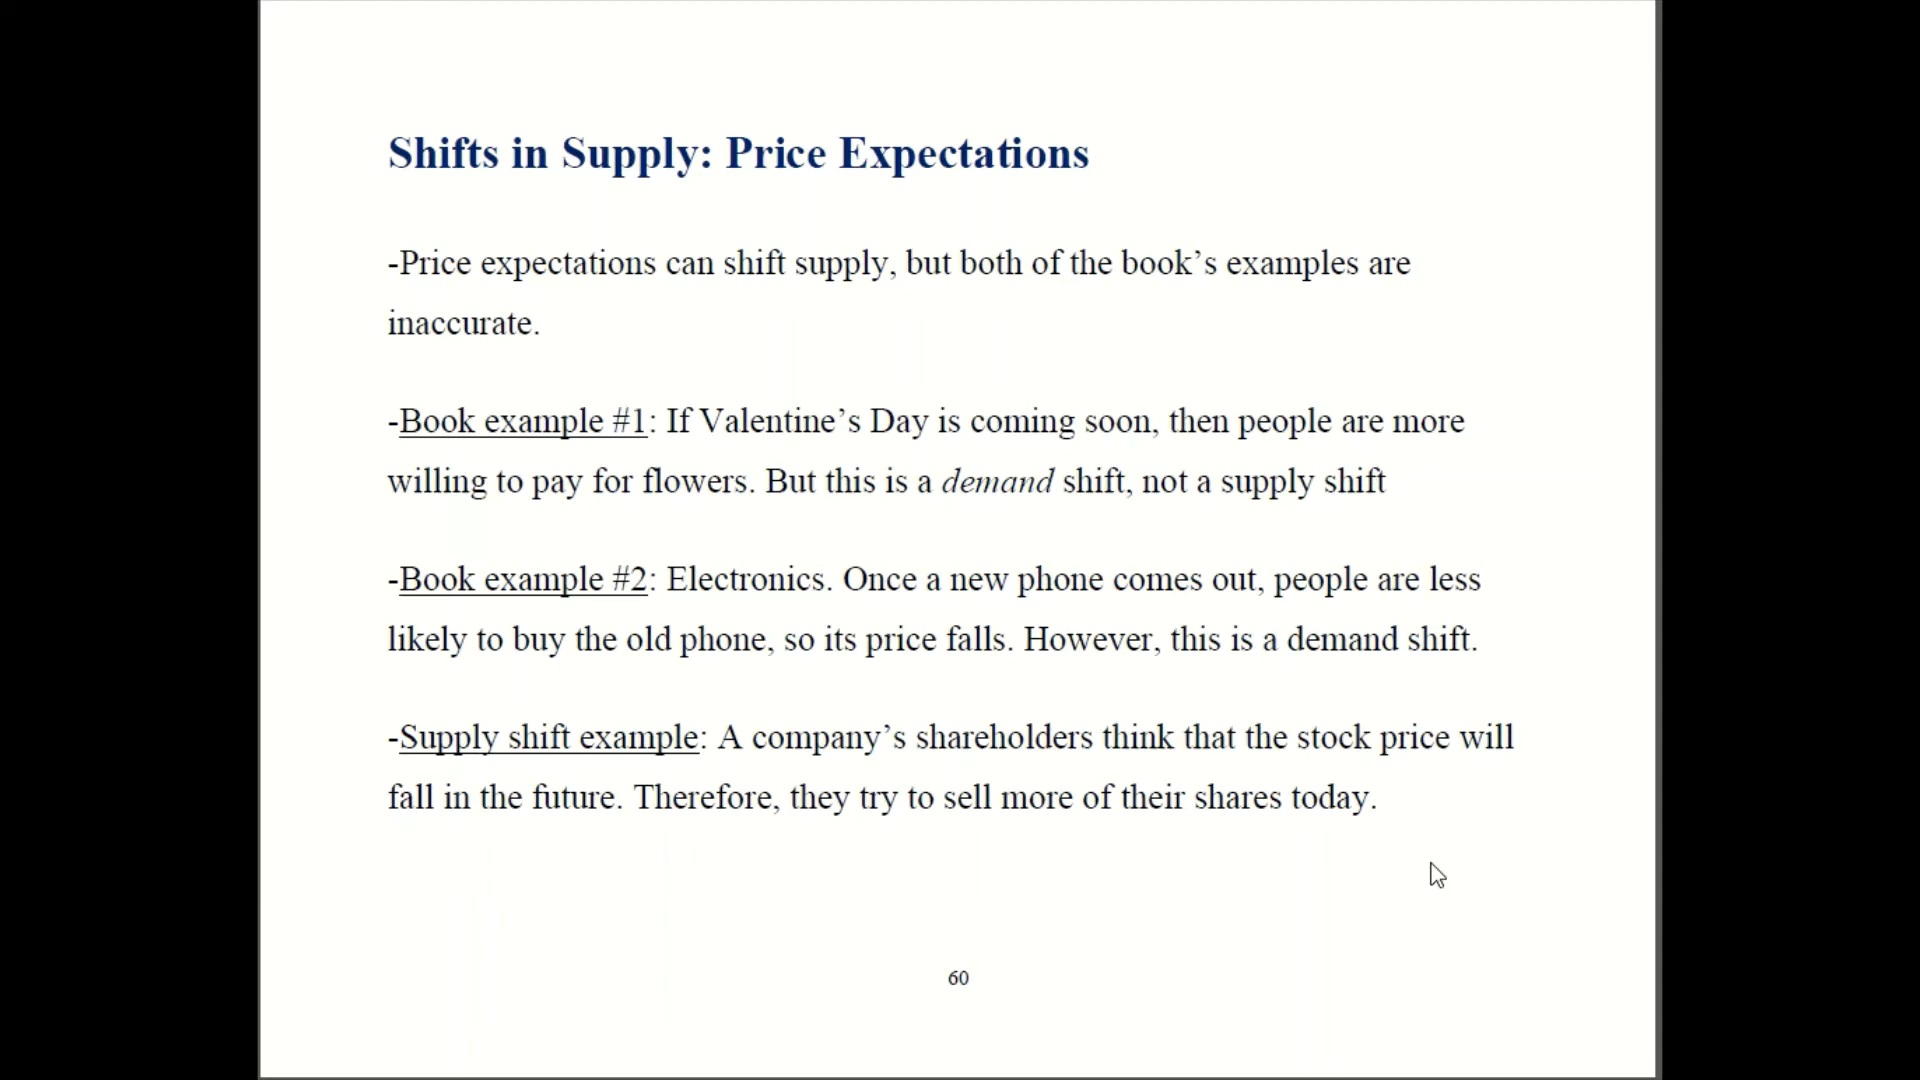 Shifts in Supply: Price Expectations
-Price expectations can shift supply, but both of the book’s examples are
inaccurate.
-Book example #1: If Valentine’s Day is coming soon, then people are more
willing to pay for flowers. But this is a demand shift, not a supply shift
-Book example #2: Electronics. Once a new phone comes out, people are less
likely to buy the old phone, so its price falls. However, this is a demand shift.
-Supply shift example: A company’s shareholders think that the stock price will
fall in the future. Therefore, they try to sell more of their shares today.
60